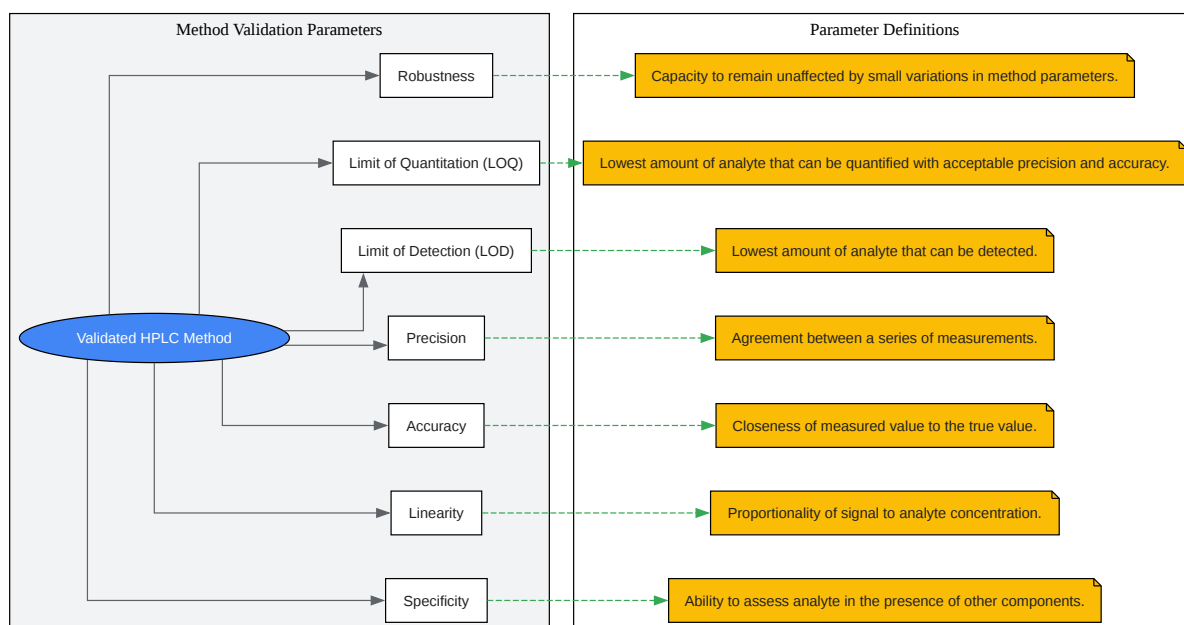 Method Validation Parameters
Parameter Definitions
Robustness
Capacity to remain unaffected by small variations in method parameters.
Limit of Quantitation (LOQ)
Lowest amount of analyte that can be quantified with acceptable precision and accuracy.
Limit of Detection (LOD)
Lowest amount of analyte that can be detected.
Validated HPLC Method
Precision
Agreement between a series of measurements.
Accuracy
Closeness of measured value to the true value.
Linearity
Proportionality of signal to analyte concentration.
Specificity
Ability to assess analyte in the presence of other components.